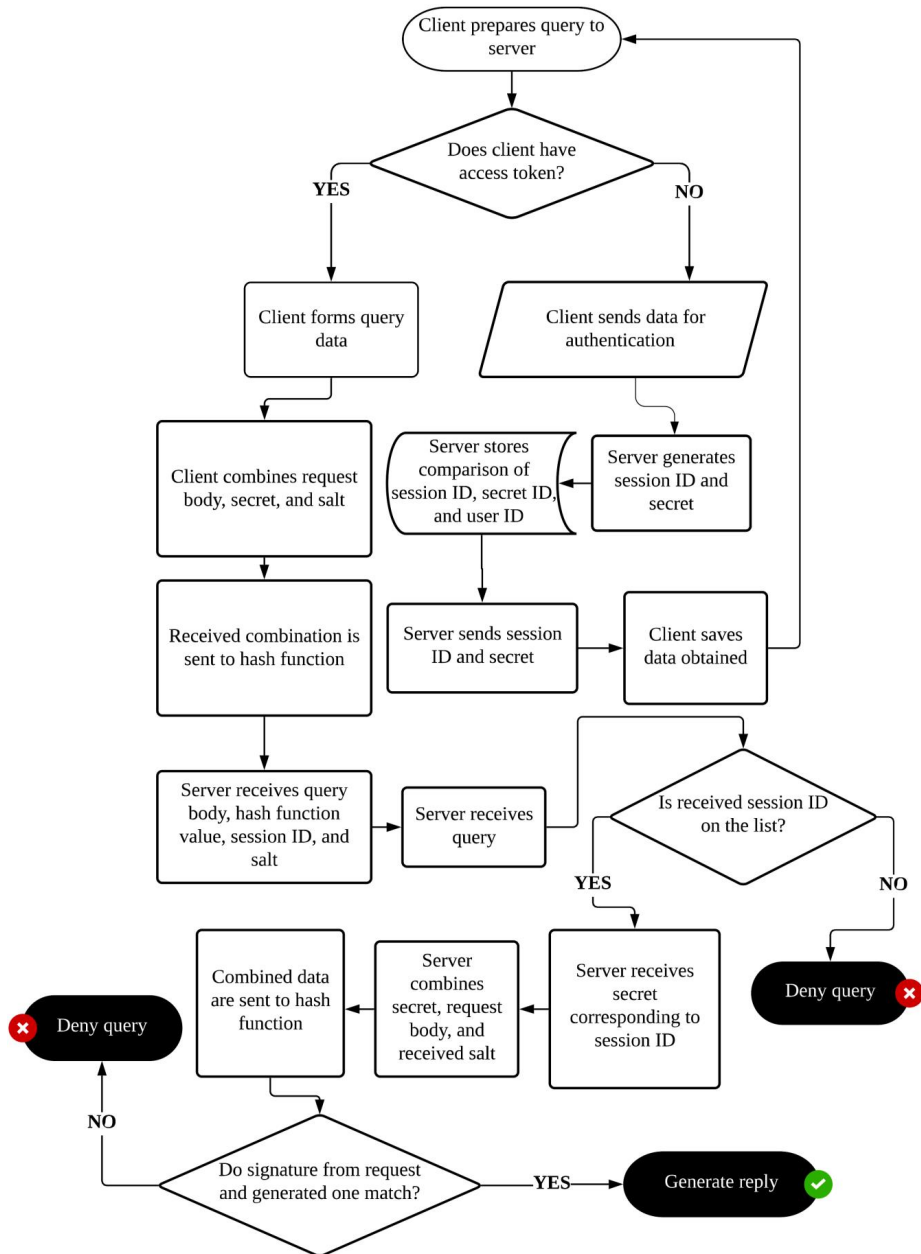 Client prepares query to
server
Does client have
access token?
YES
NO
Client forms query
data
Client sends data for
authentication
Client combines request
body, secret, and salt
Server stores
comparison of
session ID, secret ID,
and user ID
Server generates
session ID and
secret
Received combination is
sent to hash function
Server sends session
ID and secret
Client saves
data obtained
Server receives query
body, hash function
value, session ID, and
salt
Server receives
query
Is received session ID
on the list?
YES
NO
Combined data
are sent to hash
function
Server
combines
secret, request
body, and
received salt
Server receives
secret
corresponding to
session ID
Deny query
Deny query
NO
Do signature from request
and generated one match?
YES
Generate reply